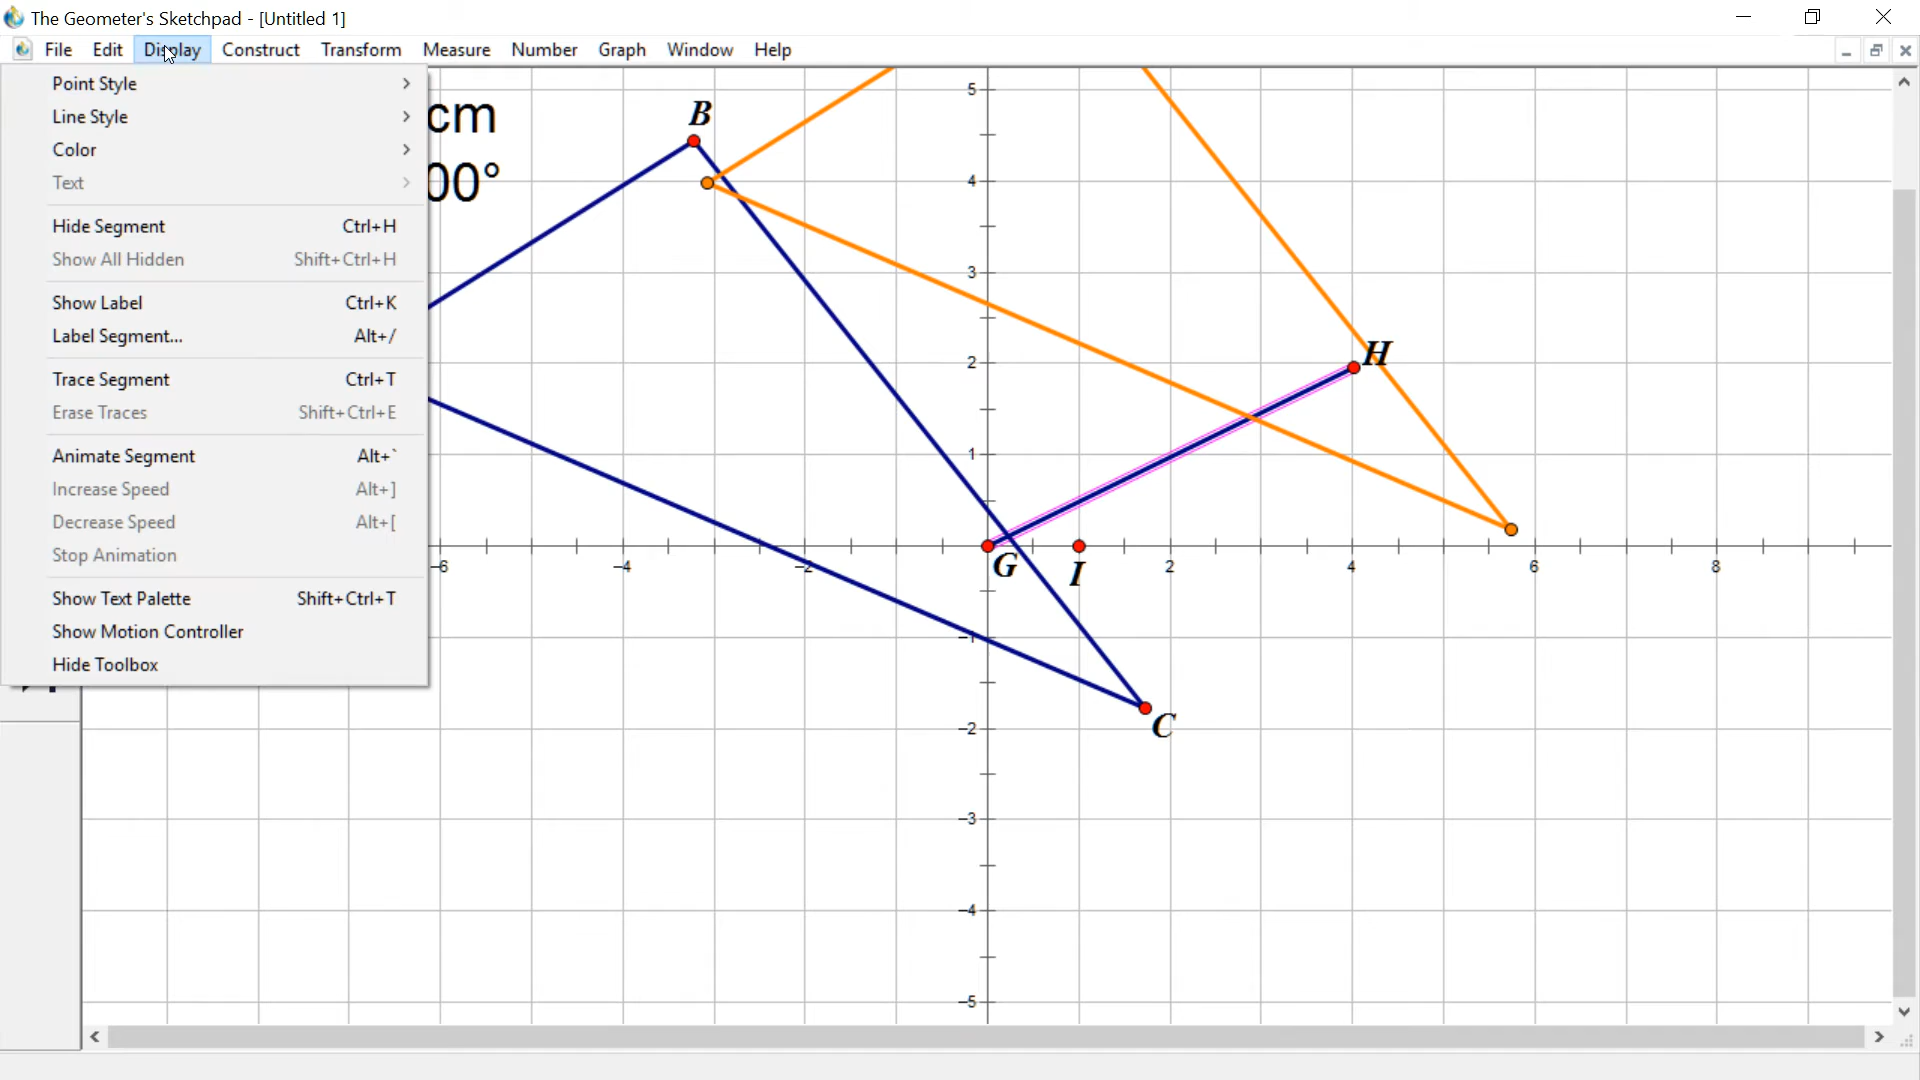 The Geometer's Sketchpad - [Untitled 1]
File Edit Display Construct Transform Measure Number Graph Window Help
Point Style
Line Style
Color
Text
Hide Segment Ctrl+H
Show All Hidden Shift+Ctrl+H
Show Label Ctrl+K
Label Segment... Alt+/
Trace Segment Ctrl+T
Erase Traces Shift+Ctrl+E
Animate Segment Alt+`
Increase Speed Alt+]
Decrease Speed Alt+[
Stop Animation
Show Text Palette Shift+Ctrl+T
Show Motion Controller
Hide Toolbox
cm
00°
B
5
4
3
2
H
1
G
I
-6 -4 -2 2 4 6 8
-1
C
-2
-3
-4
-5